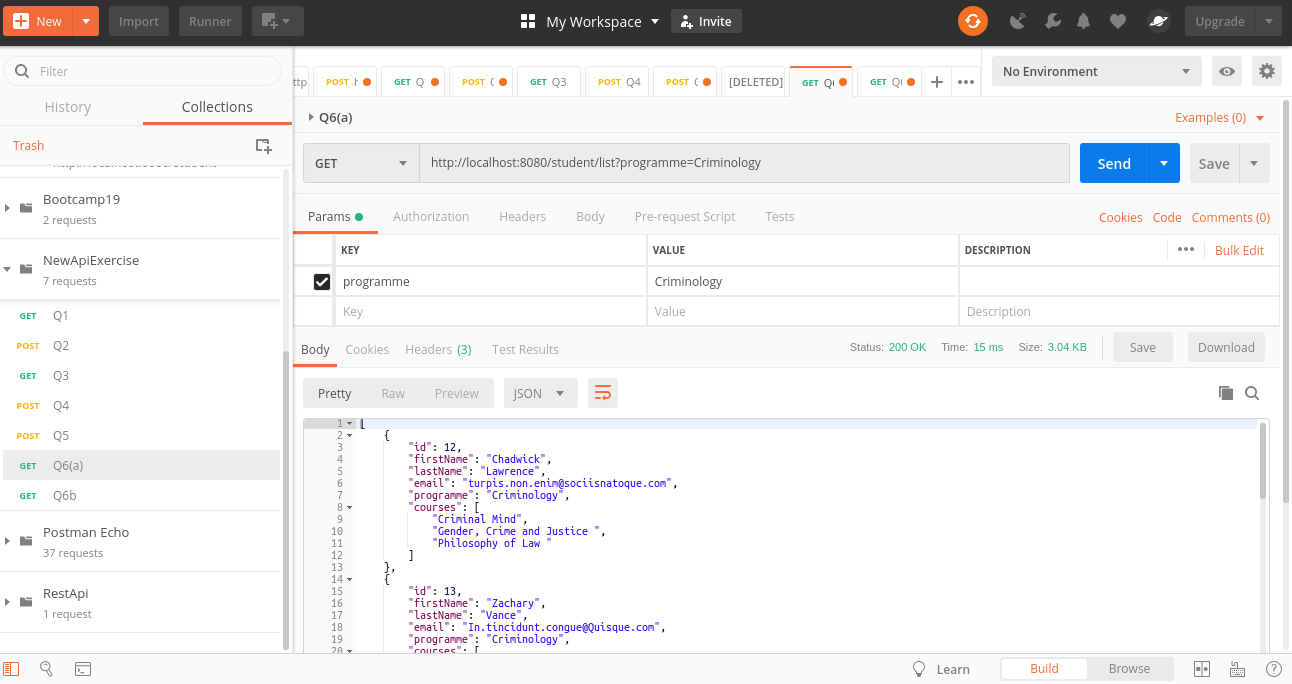 New
Import
Runner
My Workspace
Invite
Upgrade
Filter
History
Collections
Trash
Bootcamp19
2 requests
NewApiExercise
7 requests
GET Q1
POST Q2
GET Q3
POST Q4
POST Q5
GET Q6(a)
GET Q6b
Postman Echo
37 requests
RestApi
1 request
POST
GET Q
POST
GET Q3
POST Q4
POST
[DELETED]
GET
GET
No Environment
Q6(a)
Examples (0)
GET
http://localhost:8080/student/list?programme=Criminology
Send
Save
Params
Authorization
Headers
Body
Pre-request Script
Tests
Cookies
Code
Comments (0)
KEY
VALUE
DESCRIPTION
Bulk Edit
programme
Criminology
Key
Value
Description
Body
Cookies
Headers (3)
Test Results
Status: 200 OK
Time: 15 ms
Size: 3.04 KB
Save
Download
Pretty
Raw
Preview
JSON
1 [
2 {
3 "id": 12,
4 "firstName": "Chadwick",
5 "lastName": "Lawrence",
6 "email": "turpis.non.enim@sociisnatoque.com",
7 "programme": "Criminology",
8 "courses": [
9 "Criminal Mind",
10 "Gender, Crime and Justice ",
11 "Philosophy of Law "
12 ]
13 },
14 {
15 "id": 13,
16 "firstName": "Zachary",
17 "lastName": "Vance",
18 "email": "In.tincidunt.congue@Quisque.com",
19 "programme": "Criminology",
20 "courses": [
Learn
Build
Browse